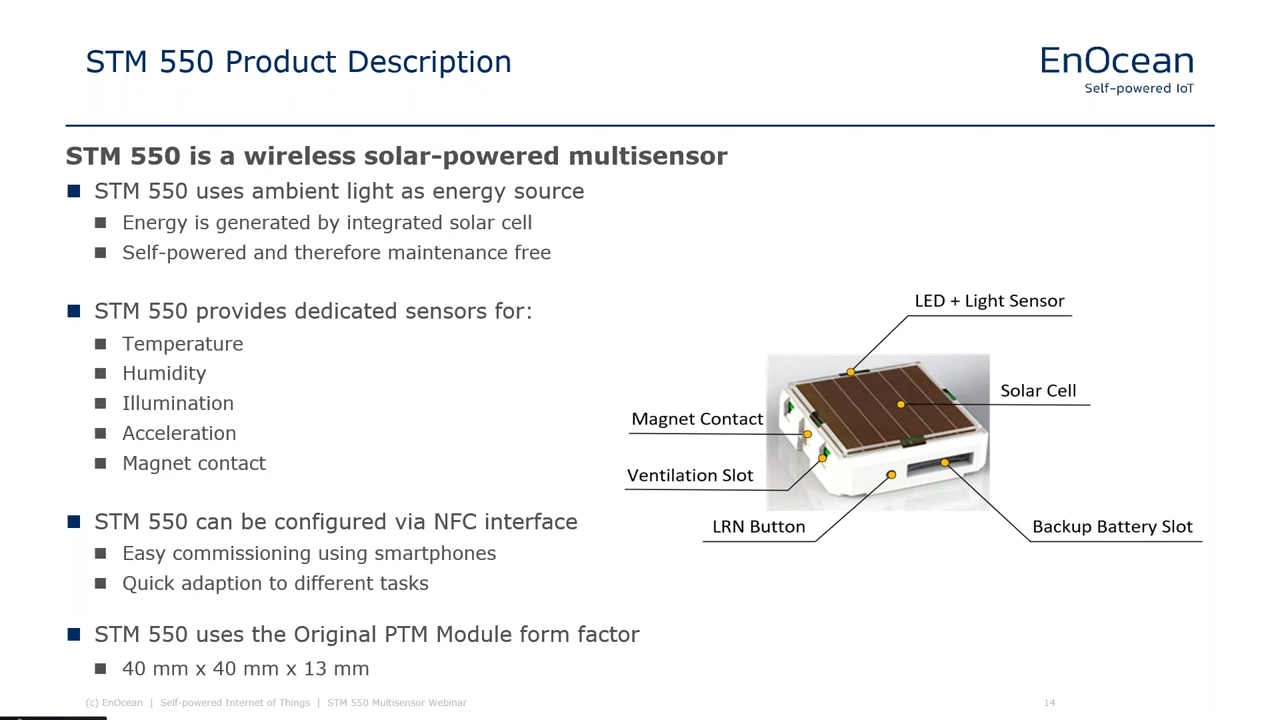 STM 550 Product Description
EnOcean
Self-powered IoT
STM 550 is a wireless solar-powered multisensor
STM 550 uses ambient light as energy source
Energy is generated by integrated solar cell
Self-powered and therefore maintenance free
STM 550 provides dedicated sensors for:
Temperature
Humidity
Illumination
Acceleration
Magnet contact
STM 550 can be configured via NFC interface
Easy commissioning using smartphones
Quick adaption to different tasks
STM 550 uses the Original PTM Module form factor
40 mm x 40 mm x 13 mm
LED + Light Sensor
Solar Cell
Magnet Contact
Ventilation Slot
LRN Button
Backup Battery Slot
(c) EnOcean | Self-powered Internet of Things | STM 550 Multisensor Webinar
14